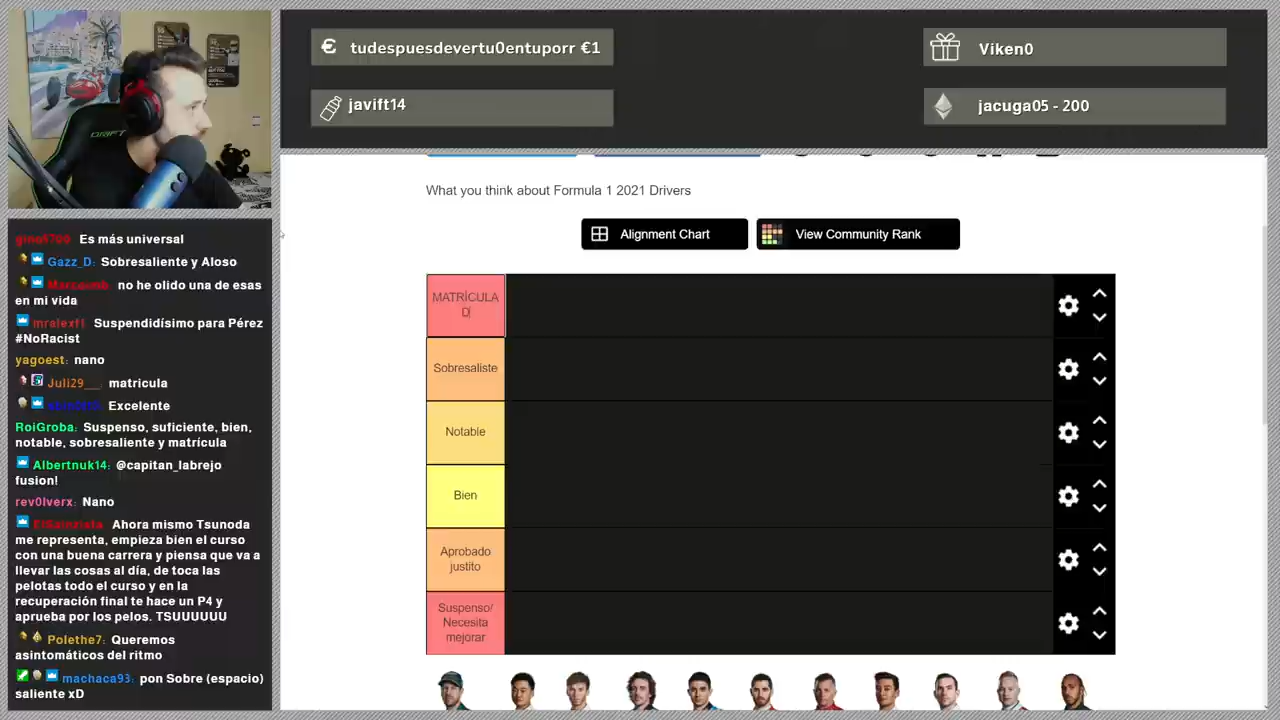 tudespuesdevertu0entuporr €1
Viken0
javift14
jacuga05 - 200
What you think about Formula 1 2021 Drivers
Alignment Chart
View Community Rank
MATRÍCULA
D
Sobresaliste
Notable
Bien
Aprobado
justito
Suspenso/
Necesita
mejorar
Es más universal
Gazz_D: Sobresaliente y Aloso
no he olido una de esas
en mi vida
mralexf1 Suspendidísimo para Pérez
#NoRacist
yagoest: nano
Juli29__: matricula
Excelente
RoiGroba: Suspenso, suficiente, bien,
notable, sobresaliente y matrícula
Albertnuk14: @capitan_labrejo
fusion!
rev0lverx: Nano
ElSainzista Ahora mismo Tsunoda
me representa, empieza bien el curso
con una buena carrera y piensa que va a
llevar las cosas al día, de toca las
pelotas todo el curso y en la
recuperación final te hace un P4 y
aprueba por los pelos. TSUUUUUU
Polethe7: Queremos
asintomáticos del ritmo
machaca93: pon Sobre (espacio)
saliente xD